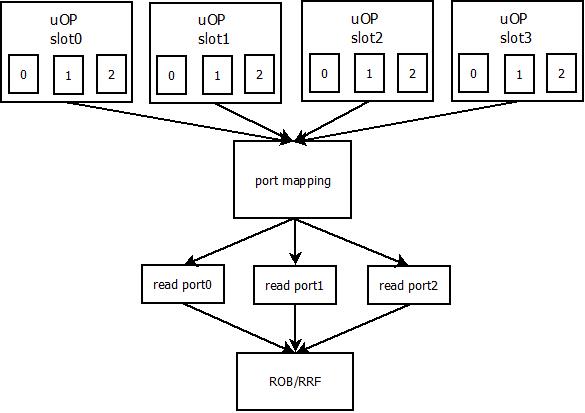 uOP
slot0
0 1 2
uOP
slot1
0 1 2
uOP
slot2
0 1 2
uOP
slot3
0 1 2
port mapping
read port0
read port1
read port2
ROB/RRF